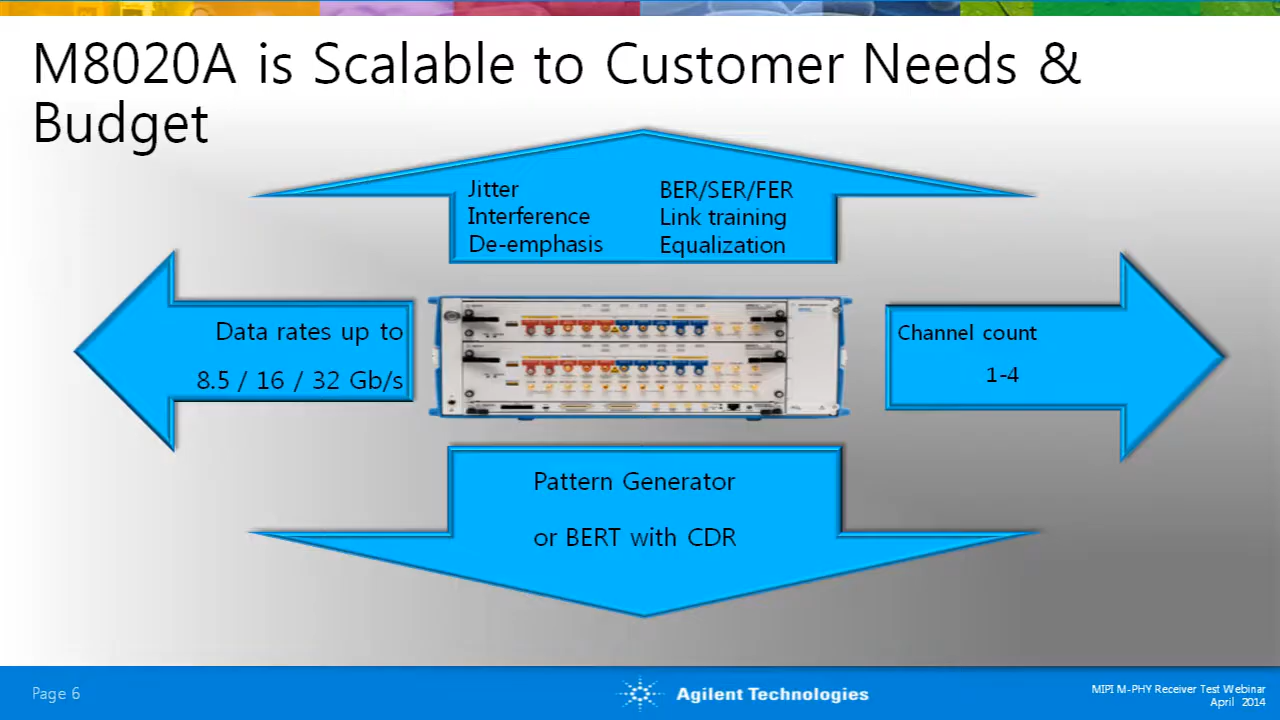 M8020A is Scalable to Customer Needs &
Budget
Jitter
Interference
De-emphasis
BER/SER/FER
Link training
Equalization
Data rates up to
8.5 / 16 / 32 Gb/s
Channel count
1-4
Pattern Generator
or BERT with CDR
Page 6
Agilent Technologies
MIPI M-PHY Receiver Test Webinar
April 2014